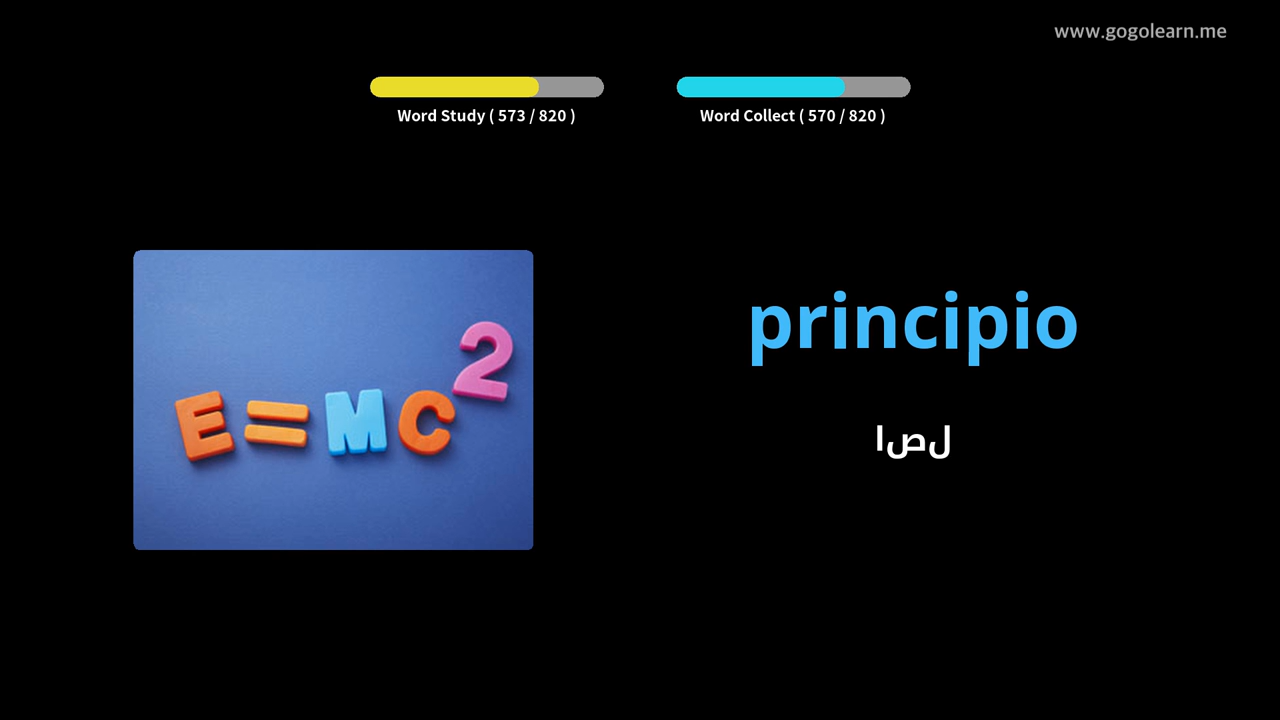 www.gogolearn.me
Word Study ( 573 / 820 )
Word Collect ( 570 / 820 )
E=MC2
principio
اصل